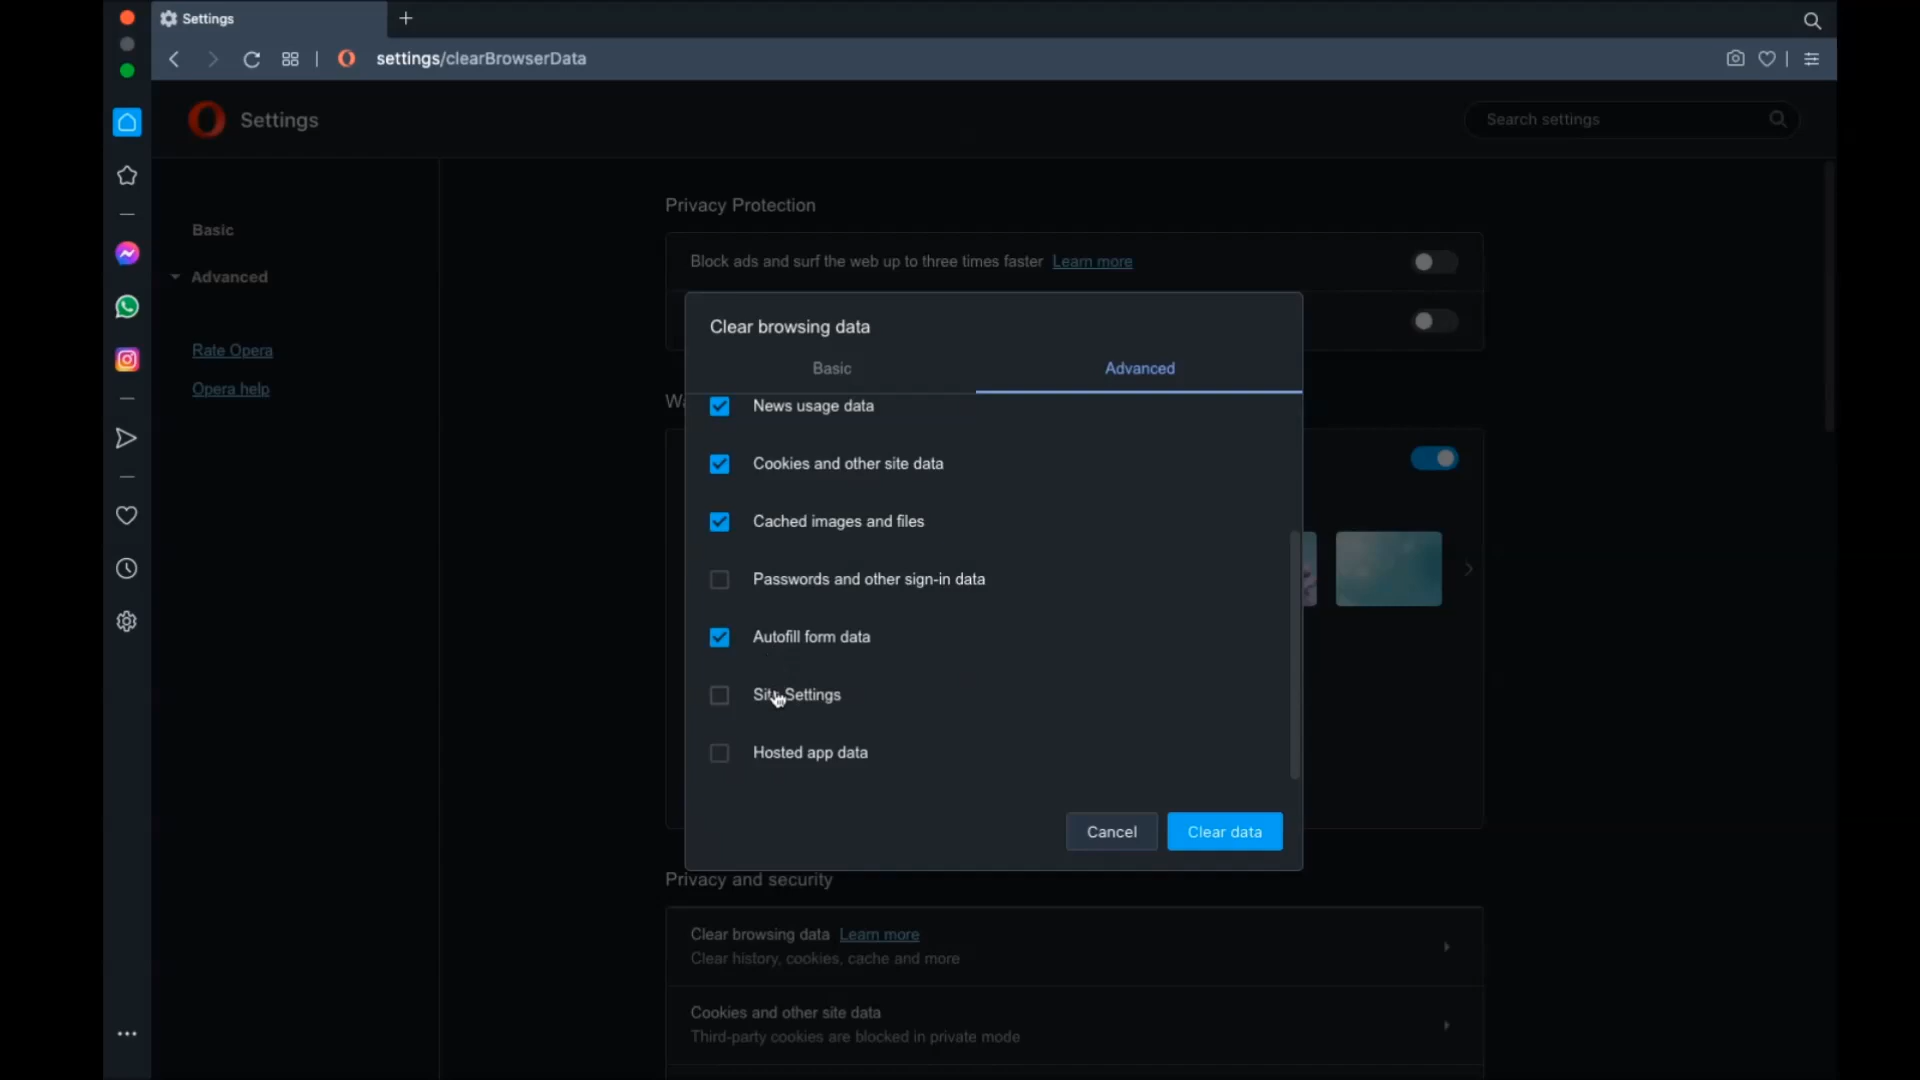 Settings
settings/clearBrowserData
Settings
Search settings
Basic
Advanced
Rate Opera
Opera help
Privacy Protection
Block ads and surf the web up to three times faster Learn more
Clear browsing data
Basic
Advanced
News usage data
Cookies and other site data
Cached images and files
Passwords and other sign-in data
Autofill form data
Site Settings
Hosted app data
Cancel
Clear data
Privacy and security
Clear browsing data Learn more
Clear history, cookies, cache and more
Cookies and other site data
Third-party cookies are blocked in private mode